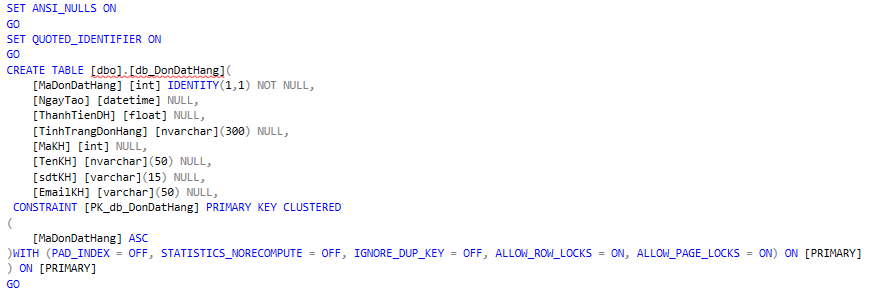 SET ANSI_NULLS ON
GO
SET QUOTED_IDENTIFIER ON
GO
CREATE TABLE [dbo].[db_DonDatHang](
    [MaDonDatHang] [int] IDENTITY(1,1) NOT NULL,
    [NgayTao] [datetime] NULL,
    [ThanhTienDH] [float] NULL,
    [TinhTrangDonHang] [nvarchar](300) NULL,
    [MaKH] [int] NULL,
    [TenKH] [nvarchar](50) NULL,
    [sdtKH] [varchar](15) NULL,
    [EmailKH] [varchar](50) NULL,
 CONSTRAINT [PK_db_DonDatHang] PRIMARY KEY CLUSTERED
(
    [MaDonDatHang] ASC
)WITH (PAD_INDEX = OFF, STATISTICS_NORECOMPUTE = OFF, IGNORE_DUP_KEY = OFF, ALLOW_ROW_LOCKS = ON, ALLOW_PAGE_LOCKS = ON) ON [PRIMARY]
) ON [PRIMARY]
GO